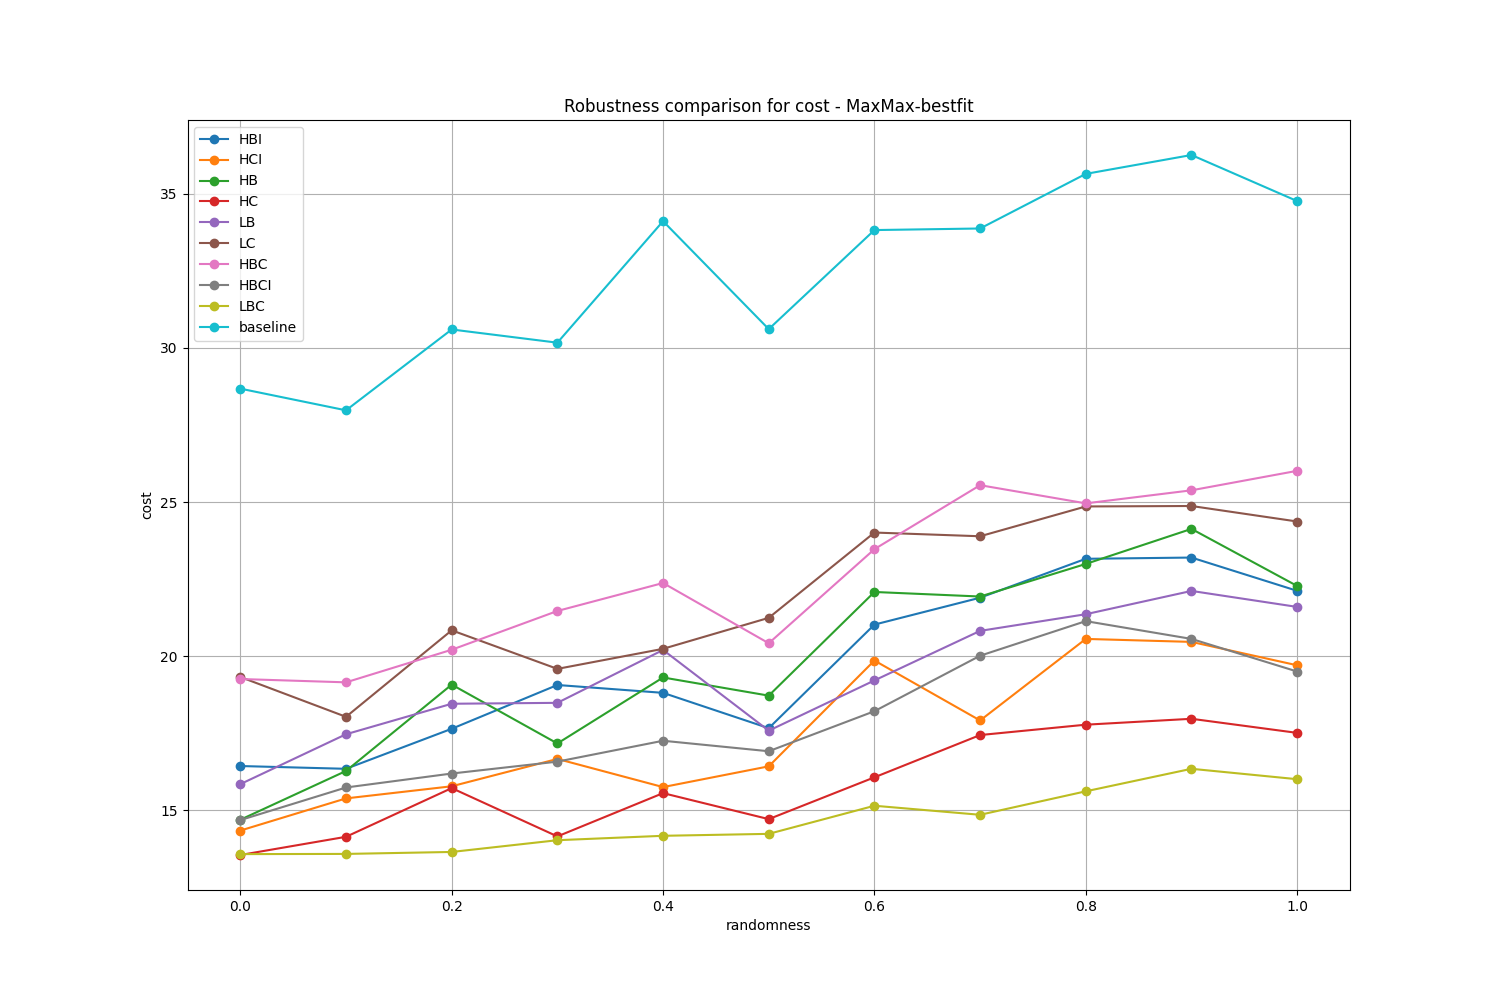 Robustness comparison for cost - MaxMax-bestfit
HBI
HCI
HB
HC
LB
LC
HBC
HBCI
LBC
baseline
35
30
25
20
15
cost
0.0 0.2 0.4 0.6 0.8 1.0
randomness